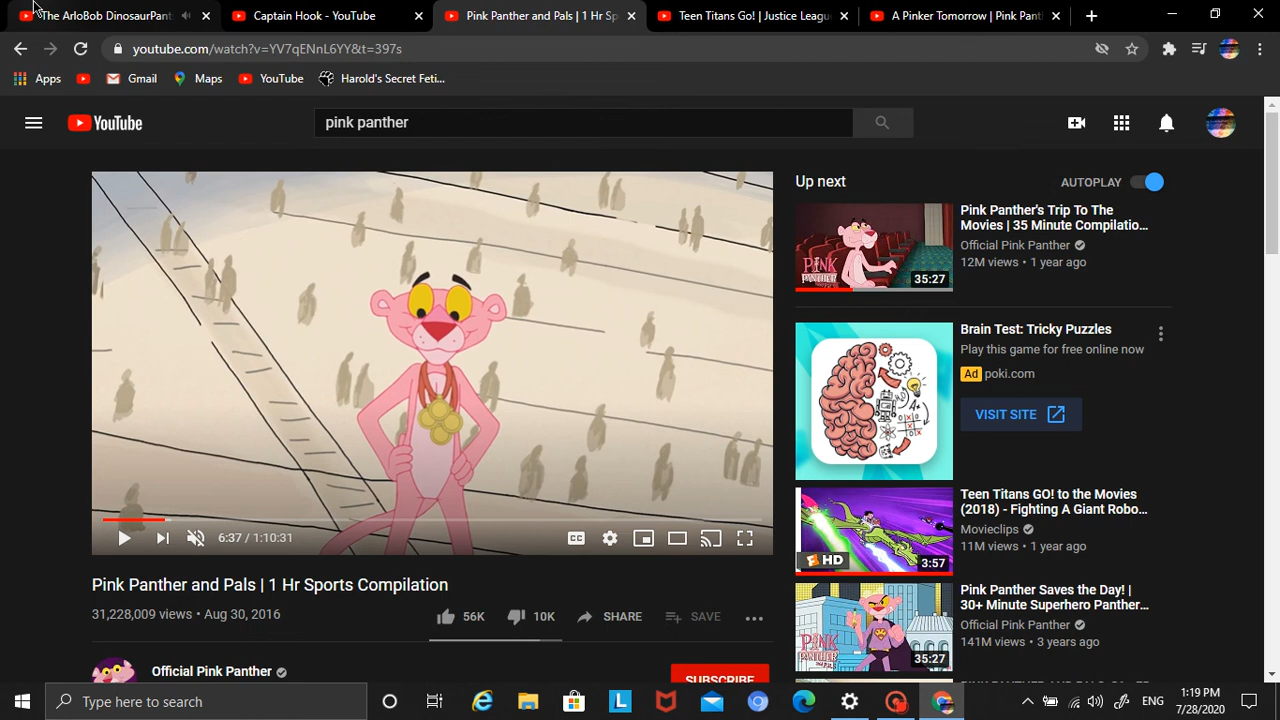 The ArloBob DinosaurPant
Captain Hook - YouTube
Pink Panther and Pals | 1 Hr Sp
Teen Titans Go! | Justice Leagu
A Pinker Tomorrow | Pink Pant
youtube.com/watch?v=YV7qENnL6YY&t=397s
Apps
Gmail
Maps
YouTube
Harold's Secret Feti...
YouTube
pink panther
Up next
AUTOPLAY
PINK PANTHER
35:27
Pink Panther's Trip To The
Movies | 35 Minute Compilatio...
Official Pink Panther
12M views • 1 year ago
Brain Test: Tricky Puzzles
Play this game for free online now
Ad poki.com
VISIT SITE
HD
3:57
Teen Titans GO! to the Movies
(2018) - Fighting A Giant Robo...
Movieclips
11M views • 1 year ago
PINK PANTHER
35:27
Pink Panther Saves the Day! |
30+ Minute Superhero Panther...
Official Pink Panther
141M views • 3 years ago
CC
6:37 / 1:10:31
Pink Panther and Pals | 1 Hr Sports Compilation
31,228,009 views • Aug 30, 2016
56K
10K
SHARE
SAVE
Official Pink Panther
SUBSCRIBE
Type here to search
L
ENG
1:19 PM
7/28/2020